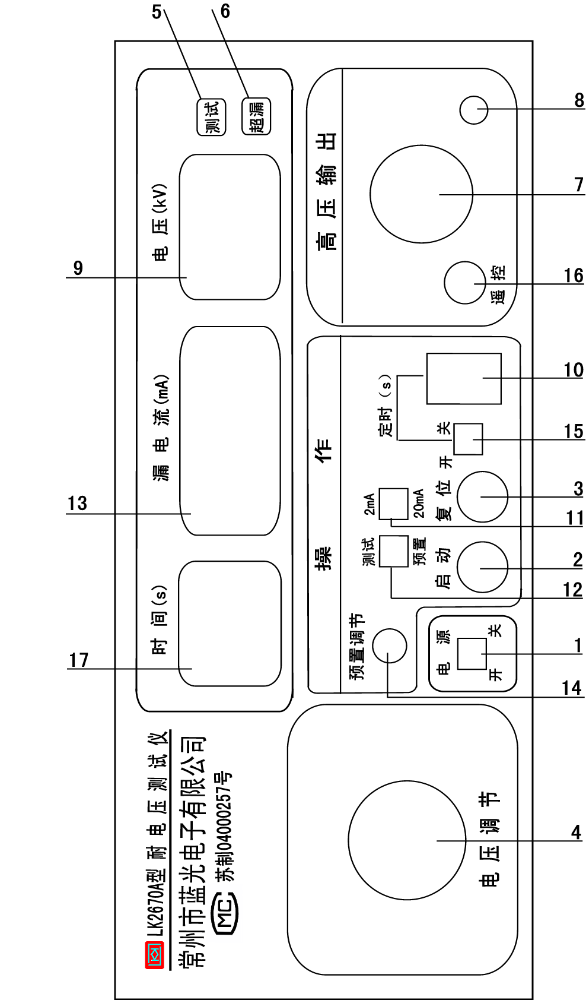 5
6
测试
超漏
8
高压输出
7
电压(kV)
9
遥控
16
漏电流(mA)
13
操作
定时(s)
10
关
开
15
复位
3
2mA
20mA
11
测试
预置
12
启动
2
时间(s)
17
预置调节
14
电源
关
开
1
LK2670A型耐电压测试仪
常州市蓝光电子有限公司
MC 苏制04000257号
电压调节
4